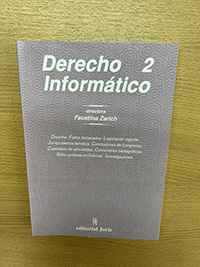 Derecho 2
Informático
directora
Faustina Zarich
Doctrina. Fallos destacados. Legislación vigente.
Jurisprudencia temática. Conclusiones de Congresos.
Calendario de actividades. Comentarios bibliográficos.
Sitios jurídicos en Internet. Investigaciones.
editorial Juris